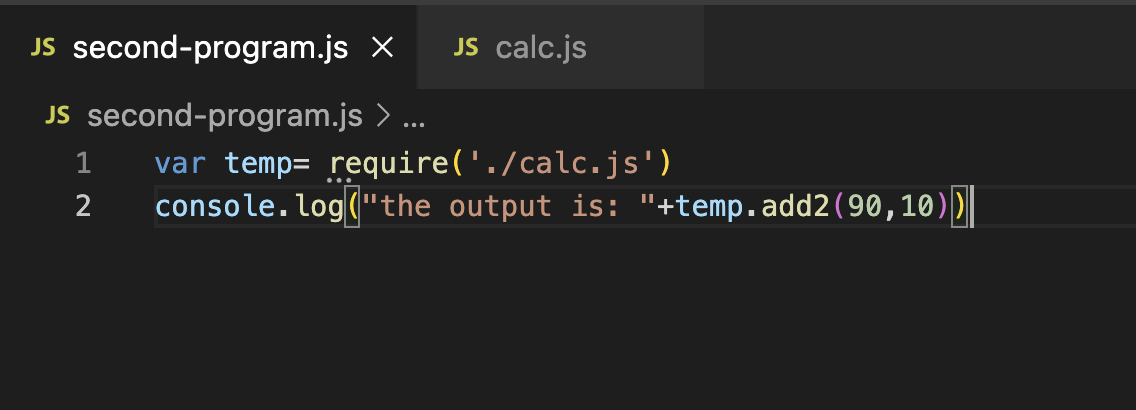 JS second-program.js × JS calc.js
JS second-program.js > ...
1 var temp= require('./calc.js')
2 console.log("the output is: "+temp.add2(90,10))